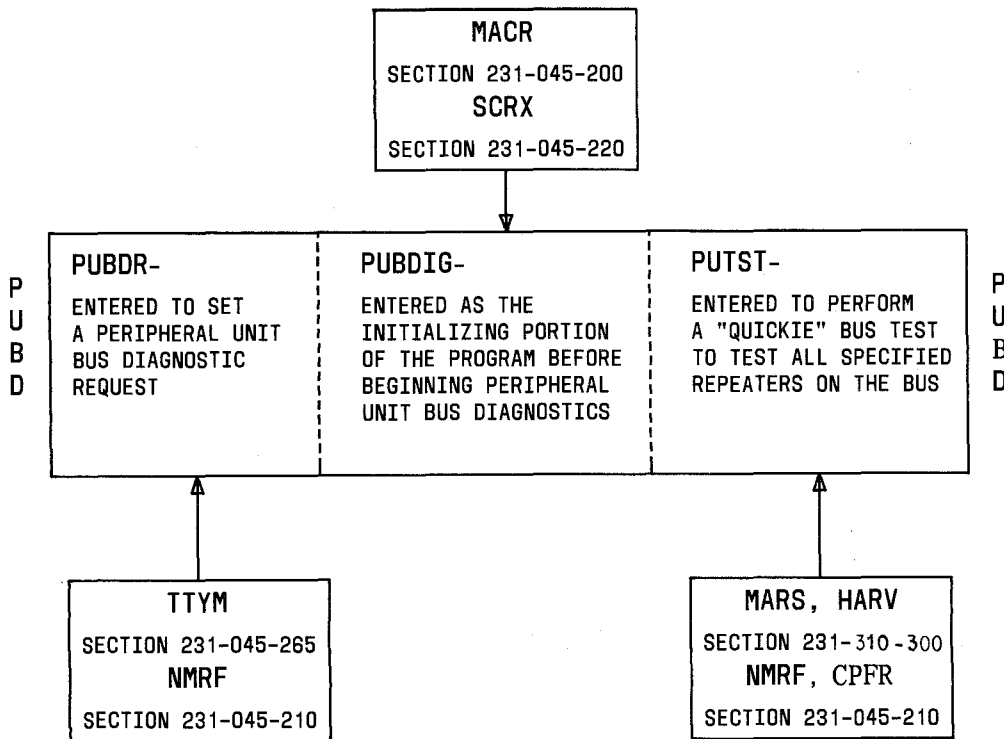 MACR
SECTION 231-045-200
SCRX
SECTION 231-045-220
PUBD
PUBDR-
ENTERED TO SET
A PERIPHERAL UNIT
BUS DIAGNOSTIC
REQUEST
PUBDIG-
ENTERED AS THE
INITIALIZING PORTION
OF THE PROGRAM BEFORE
BEGINNING PERIPHERAL
UNIT BUS DIAGNOSTICS
PUTST-
ENTERED TO PERFORM
A "QUICKIE" BUS TEST
TO TEST ALL SPECIFIED
REPEATERS ON THE BUS
PUBD
TTYM
SECTION 231-045-265
NMRF
SECTION 231-045-210
MARS, HARV
SECTION 231-310-300
NMRF, CPFR
SECTION 231-045-210